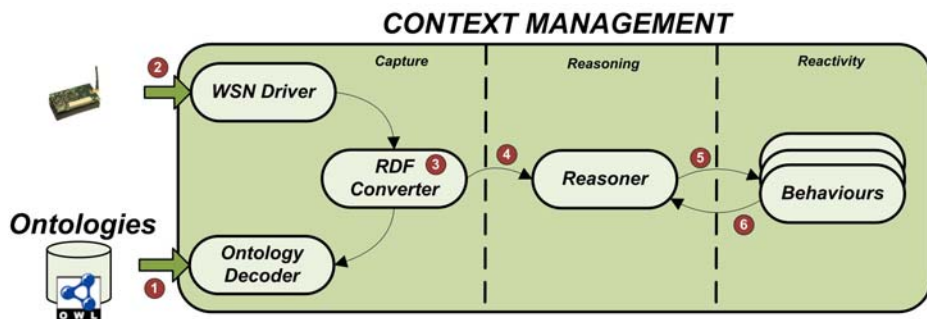 CONTEXT MANAGEMENT
Capture
Reasoning
Reactivity
2
WSN Driver
3
RDF
Converter
4
Reasoner
5
Behaviours
6
Ontologies
Ontology
Decoder
1
OWL